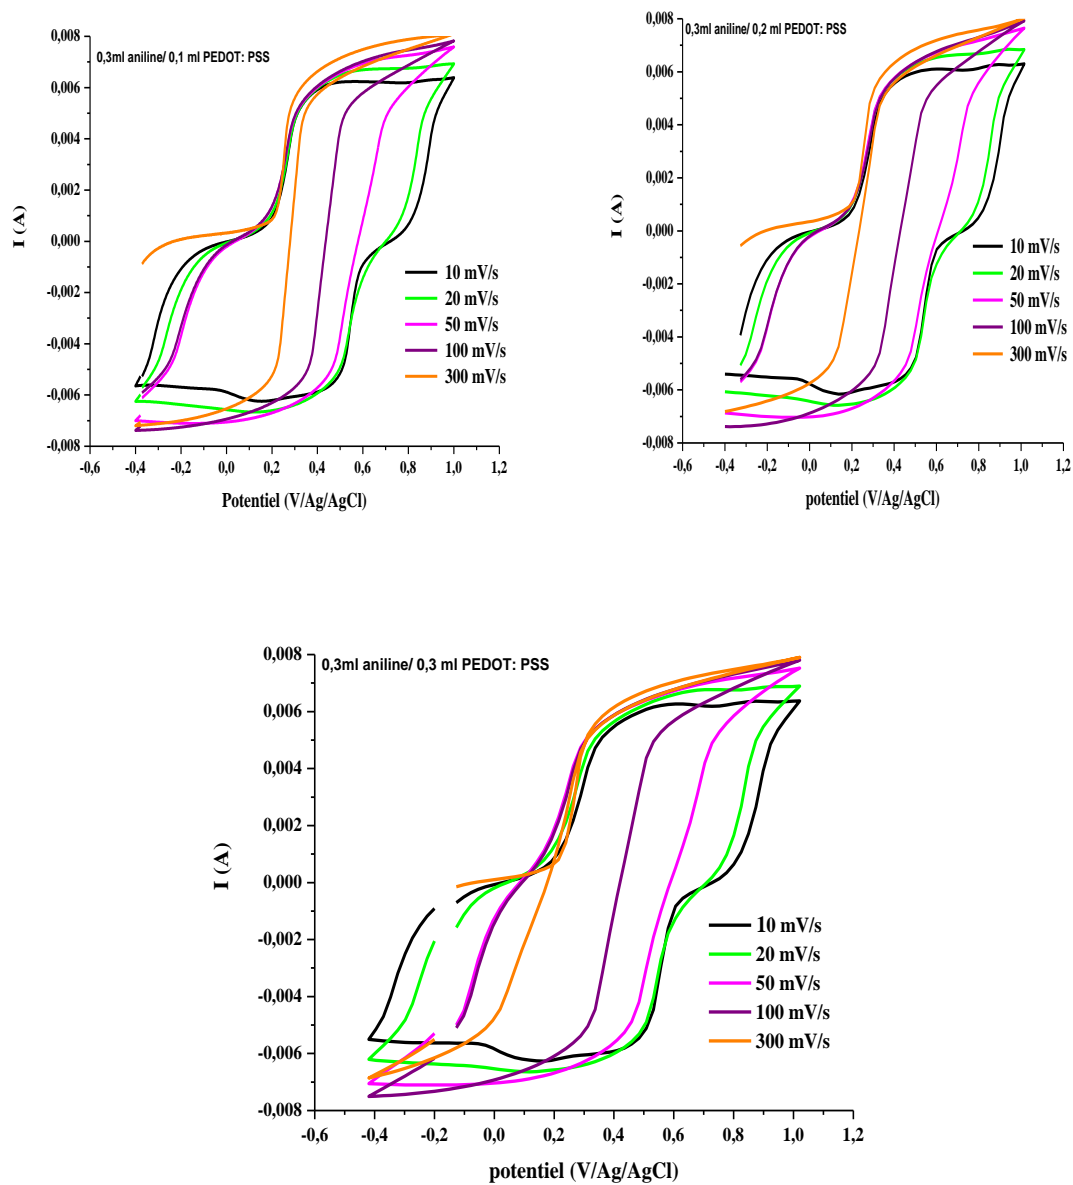 0,3ml aniline/ 0,1 ml PEDOT: PSS
0,008
0,006
0,004
0,002
0,000
-0,002
-0,004
-0,006
-0,008
I (A)
10 mV/s
20 mV/s
50 mV/s
100 mV/s
300 mV/s
-0,6 -0,4 -0,2 0,0 0,2 0,4 0,6 0,8 1,0 1,2
Potentiel (V/Ag/AgCl)
0,3ml aniline/ 0,2 ml PEDOT: PSS
0,008
0,006
0,004
0,002
0,000
-0,002
-0,004
-0,006
-0,008
I (A)
10 mV/s
20 mV/s
50 mV/s
100 mV/s
300 mV/s
-0,6 -0,4 -0,2 0,0 0,2 0,4 0,6 0,8 1,0 1,2
potentiel (V/Ag/AgCl)
0,3ml aniline/ 0,3 ml PEDOT: PSS
0,008
0,006
0,004
0,002
0,000
-0,002
-0,004
-0,006
-0,008
I (A)
10 mV/s
20 mV/s
50 mV/s
100 mV/s
300 mV/s
-0,6 -0,4 -0,2 0,0 0,2 0,4 0,6 0,8 1,0 1,2
potentiel (V/Ag/AgCl)